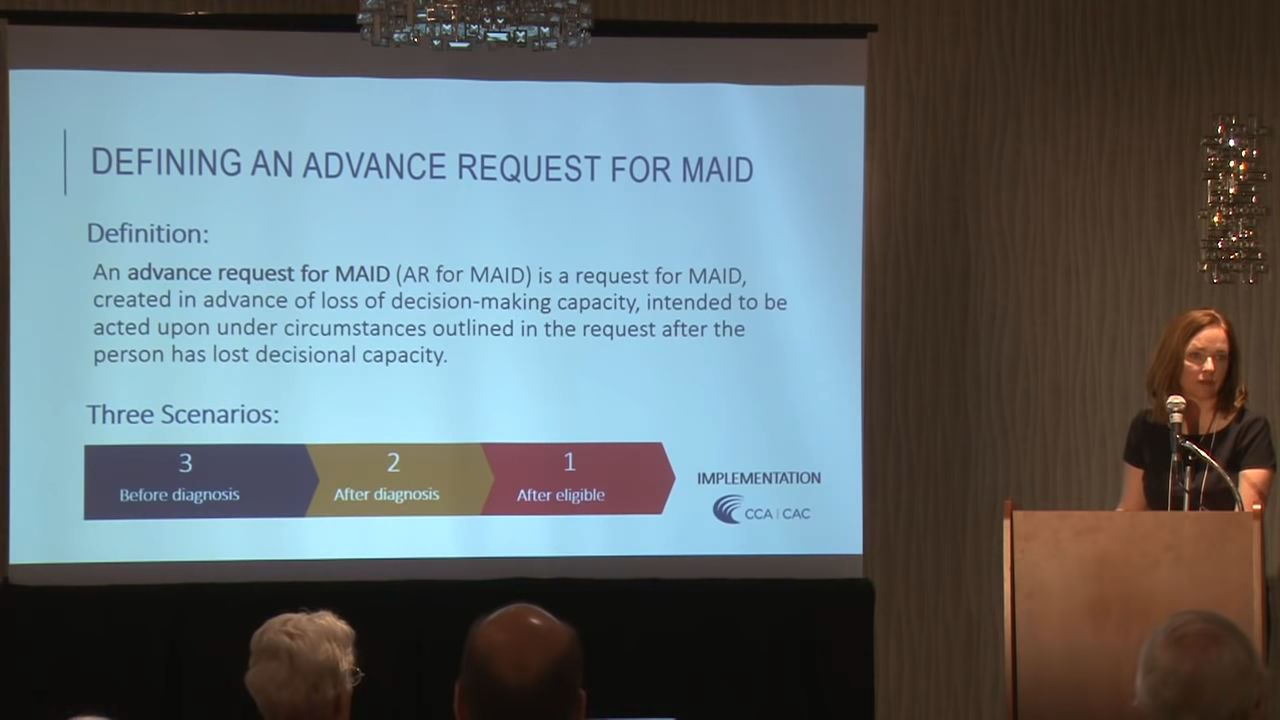 DEFINING AN ADVANCE REQUEST FOR MAID
Definition:
An advance request for MAID (AR for MAID) is a request for MAID,
created in advance of loss of decision-making capacity, intended to be
acted upon under circumstances outlined in the request after the
person has lost decisional capacity.
Three Scenarios:
3
Before diagnosis
2
After diagnosis
1
After eligible
IMPLEMENTATION
CCA | CAC